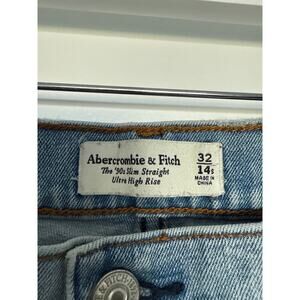 Abercrombie & Fitch
The '90s Slim Straight
Ultra High Rise
32
14s
MADE IN
CHINA